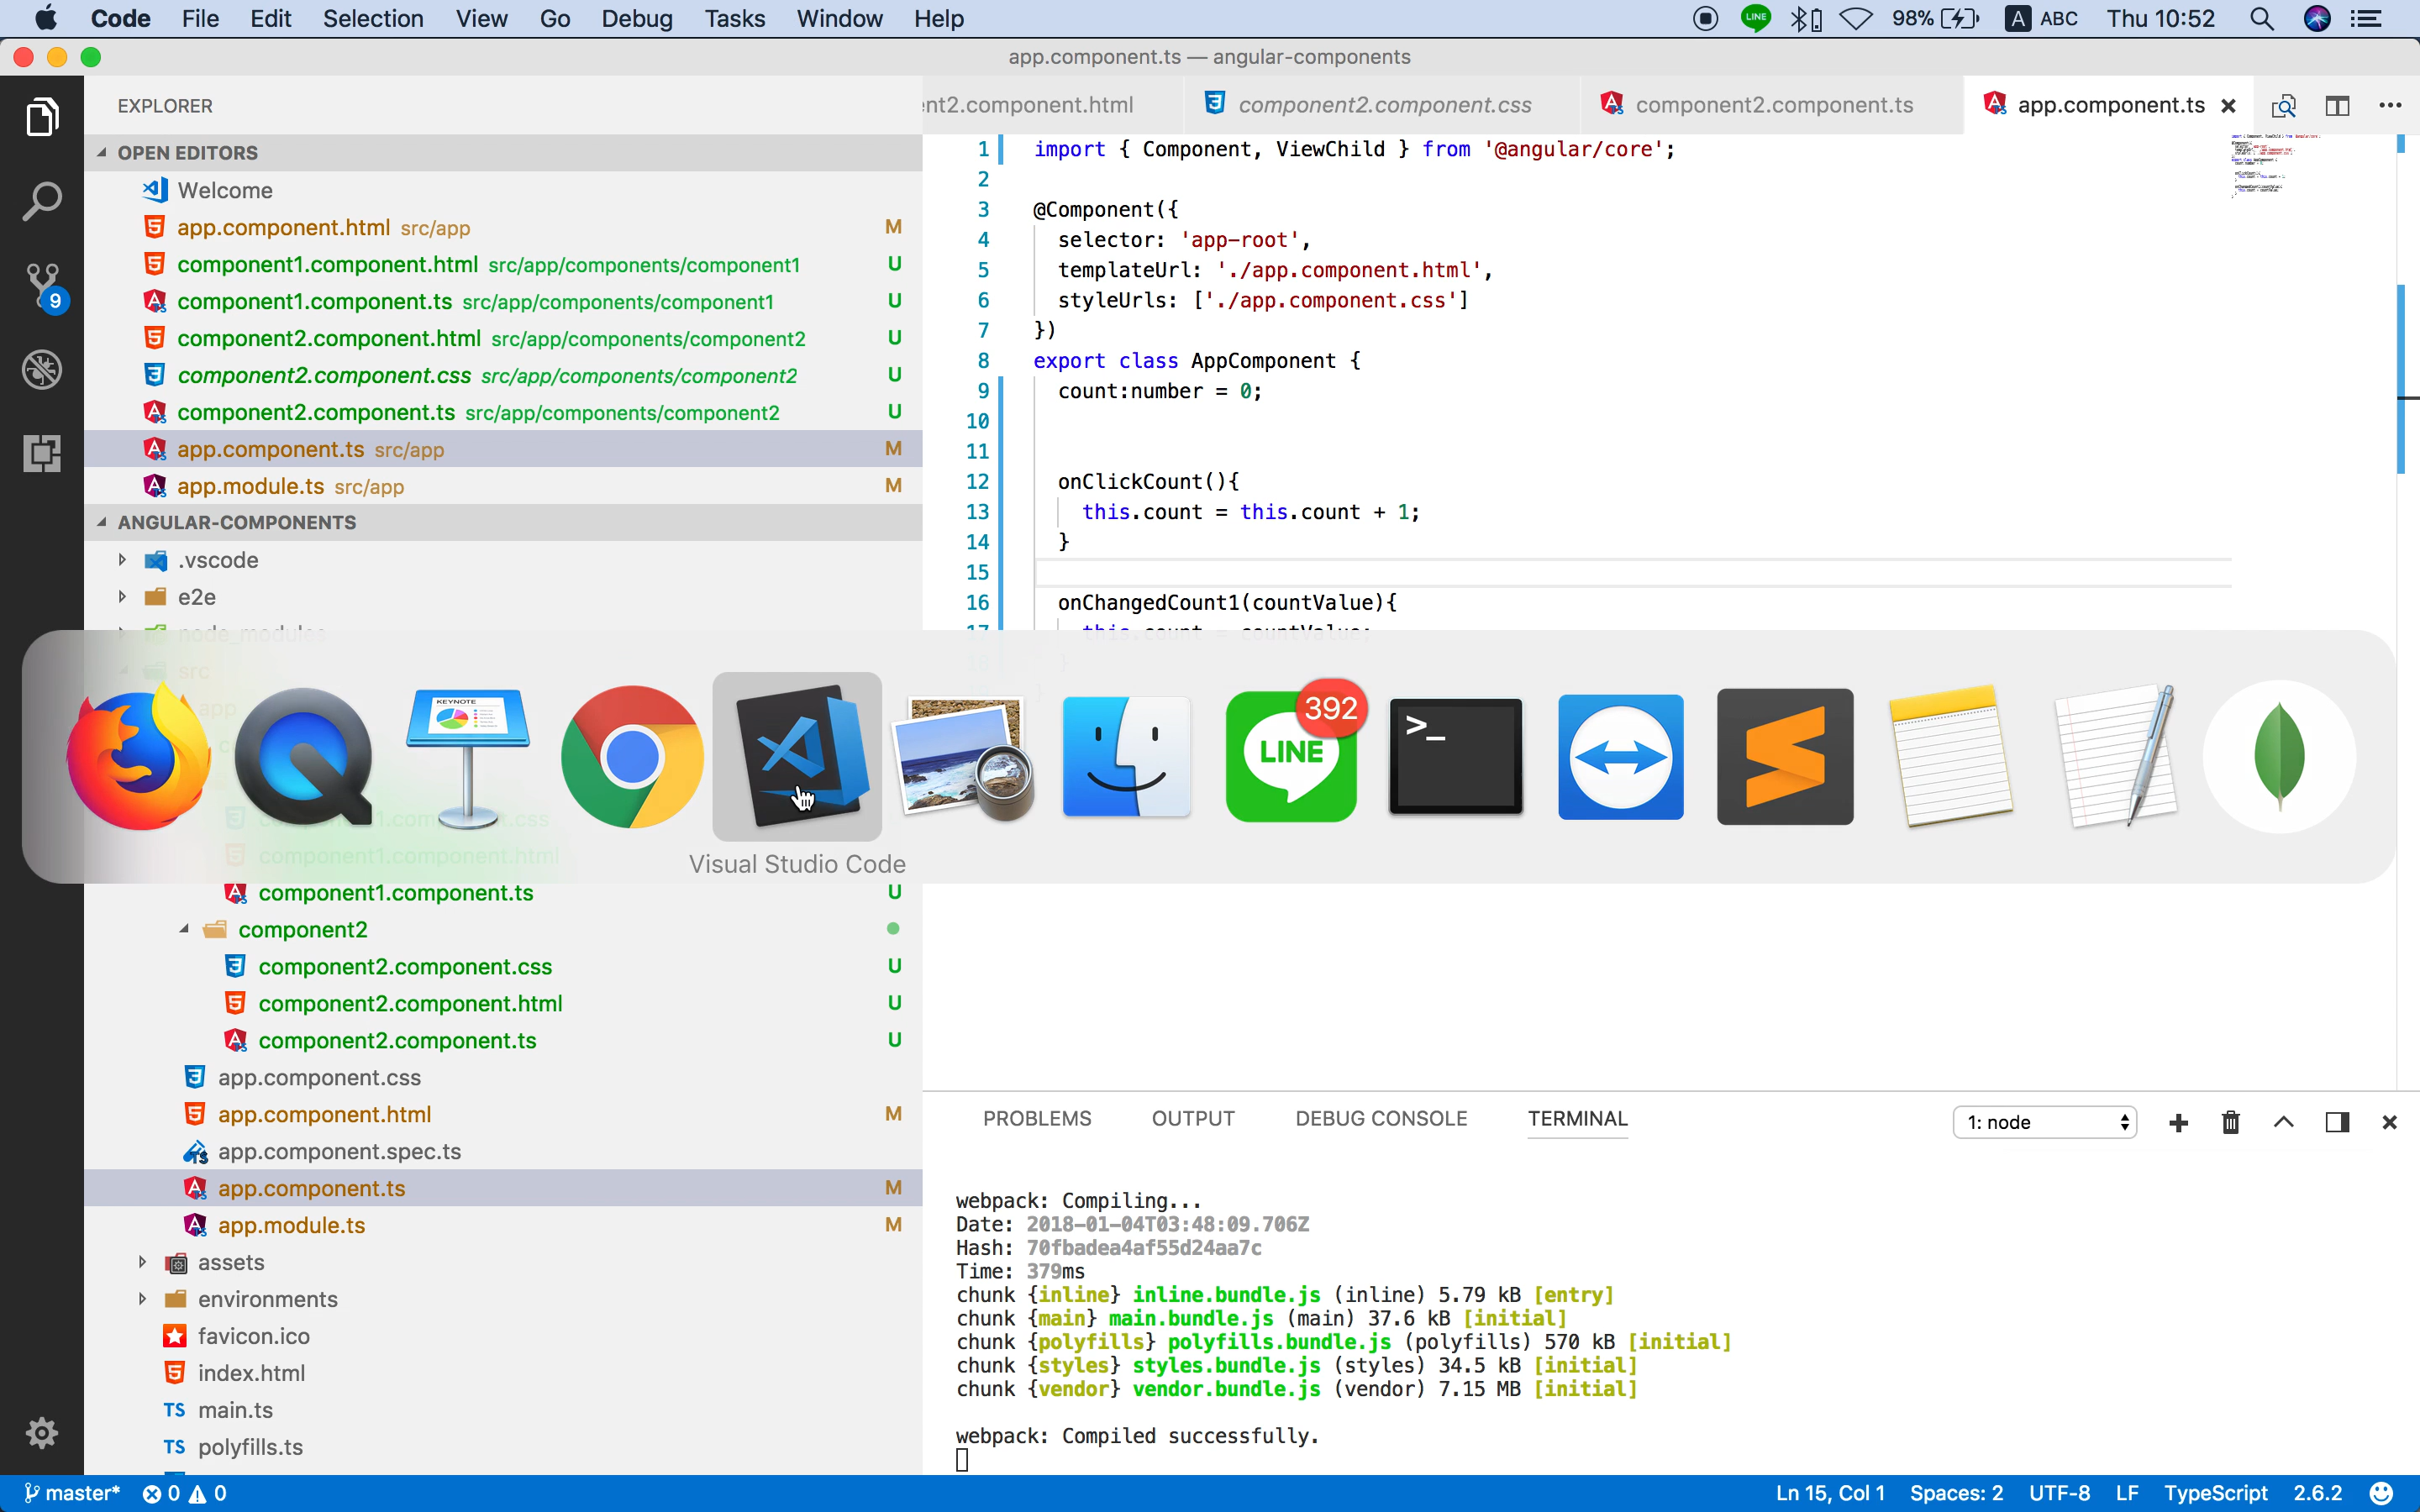 Code File Edit Selection View Go Debug Tasks Window Help
LINE 98% A ABC Thu 10:52
app.component.ts — angular-components
EXPLORER
nt2.component.html component2.component.css component2.component.ts app.component.ts
OPEN EDITORS
Welcome
app.component.html src/app M
component1.component.html src/app/components/component1 U
component1.component.ts src/app/components/component1 U
component2.component.html src/app/components/component2 U
component2.component.css src/app/components/component2 U
component2.component.ts src/app/components/component2 U
app.component.ts src/app M
app.module.ts src/app M
9
ANGULAR-COMPONENTS
.vscode
e2e
node_modules
src
app
1 import { Component, ViewChild } from '@angular/core';
2
3 @Component({
4 selector: 'app-root',
5 templateUrl: './app.component.html',
6 styleUrls: ['./app.component.css']
7 })
8 export class AppComponent {
9 count:number = 0;
10
11
12 onClickCount(){
13 this.count = this.count + 1;
14 }
15
16 onChangedCount1(countValue){
17 this.count = countValue;
18 }
KEYNOTE
LINE
392
>_
Visual Studio Code
component1.component.html
component1.component.ts U
component2
component2.component.css U
component2.component.html U
component2.component.ts U
app.component.css
app.component.html M
app.component.spec.ts
app.component.ts M
app.module.ts M
assets
environments
favicon.ico
index.html
TS main.ts
TS polyfills.ts
PROBLEMS OUTPUT DEBUG CONSOLE TERMINAL 1: node
webpack: Compiling...
Date: 2018-01-04T03:48:09.706Z
Hash: 70fbadea4af55d24aa7c
Time: 379ms
chunk {inline} inline.bundle.js (inline) 5.79 kB [entry]
chunk {main} main.bundle.js (main) 37.6 kB [initial]
chunk {polyfills} polyfills.bundle.js (polyfills) 570 kB [initial]
chunk {styles} styles.bundle.js (styles) 34.5 kB [initial]
chunk {vendor} vendor.bundle.js (vendor) 7.15 MB [initial]
webpack: Compiled successfully.
master* 0 0 Ln 15, Col 1 Spaces: 2 UTF-8 LF TypeScript 2.6.2